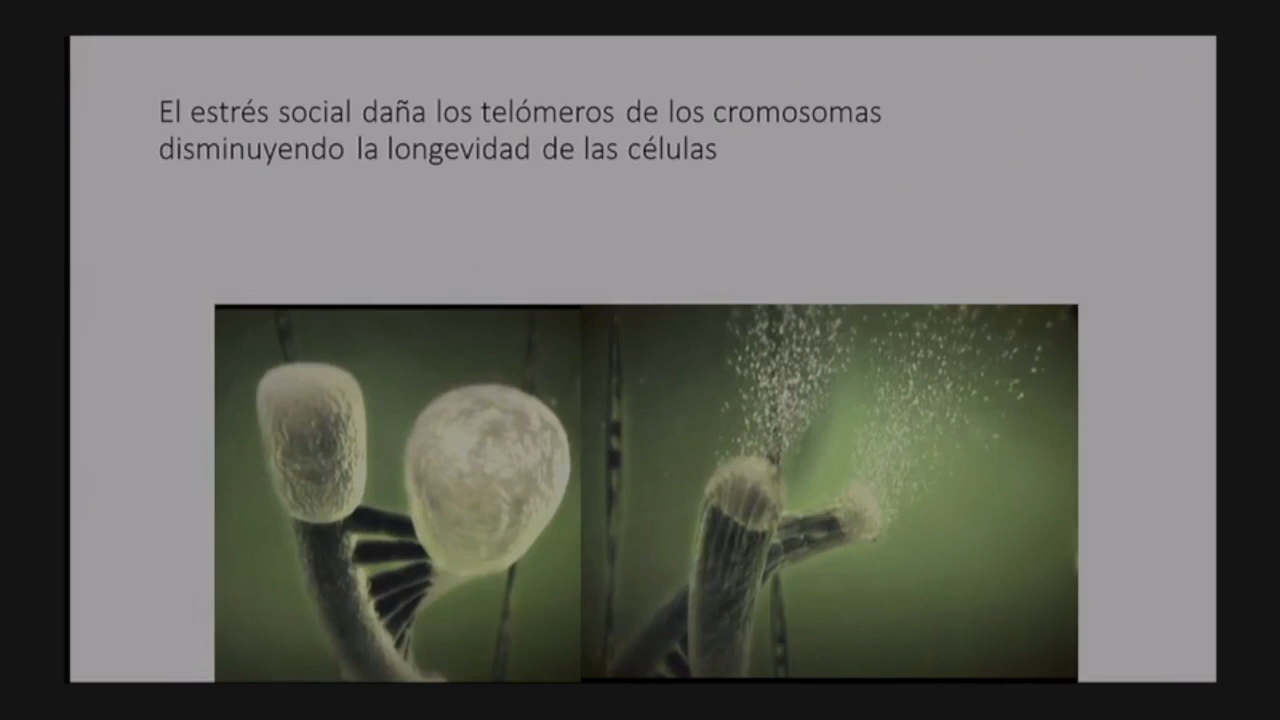 El estrés social daña los telómeros de los cromosomas
disminuyendo la longevidad de las células